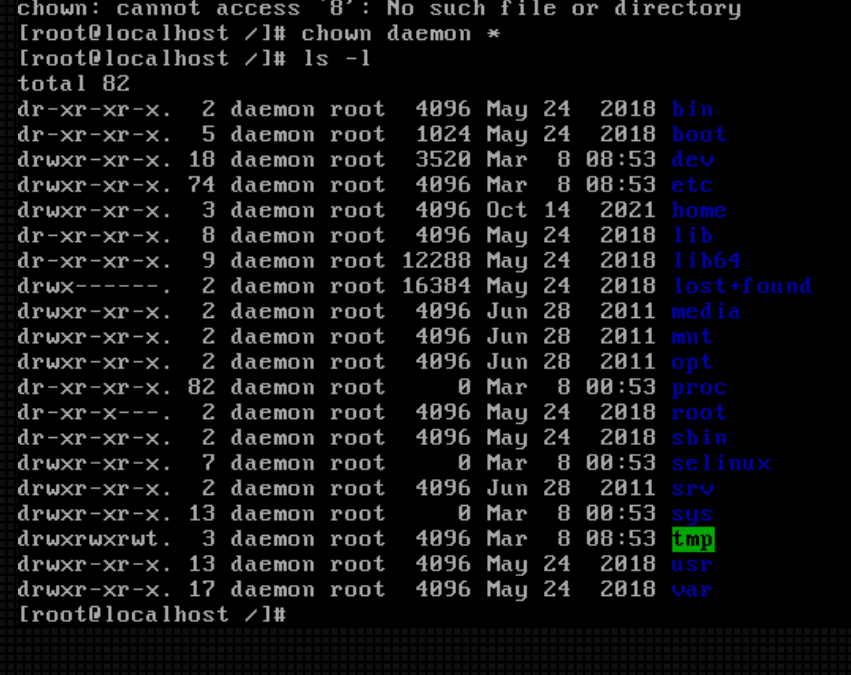 chown: cannot access `8': No such file or directory
[root@localhost /]# chown daemon *
[root@localhost /]# ls -l
total 82
dr-xr-xr-x.  2 daemon root  4096 May 24  2018 bin
dr-xr-xr-x.  5 daemon root  1024 May 24  2018 boot
drwxr-xr-x. 18 daemon root  3520 Mar  8 08:53 dev
drwxr-xr-x. 74 daemon root  4096 Mar  8 08:53 etc
drwxr-xr-x.  3 daemon root  4096 Oct 14  2021 home
dr-xr-xr-x.  8 daemon root  4096 May 24  2018 lib
dr-xr-xr-x.  9 daemon root 12288 May 24  2018 lib64
drwx------.  2 daemon root 16384 May 24  2018 lost+found
drwxr-xr-x.  2 daemon root  4096 Jun 28  2011 media
drwxr-xr-x.  2 daemon root  4096 Jun 28  2011 mnt
drwxr-xr-x.  2 daemon root  4096 Jun 28  2011 opt
dr-xr-xr-x. 82 daemon root     0 Mar  8 00:53 proc
dr-xr-x---.  2 daemon root  4096 May 24  2018 root
dr-xr-xr-x.  2 daemon root  4096 May 24  2018 sbin
drwxr-xr-x.  7 daemon root     0 Mar  8 00:53 selinux
drwxr-xr-x.  2 daemon root  4096 Jun 28  2011 srv
drwxr-xr-x. 13 daemon root     0 Mar  8 00:53 sys
drwxrwxrwt.  3 daemon root  4096 Mar  8 08:53 tmp
drwxr-xr-x. 13 daemon root  4096 May 24  2018 usr
drwxr-xr-x. 17 daemon root  4096 May 24  2018 var
[root@localhost /]#